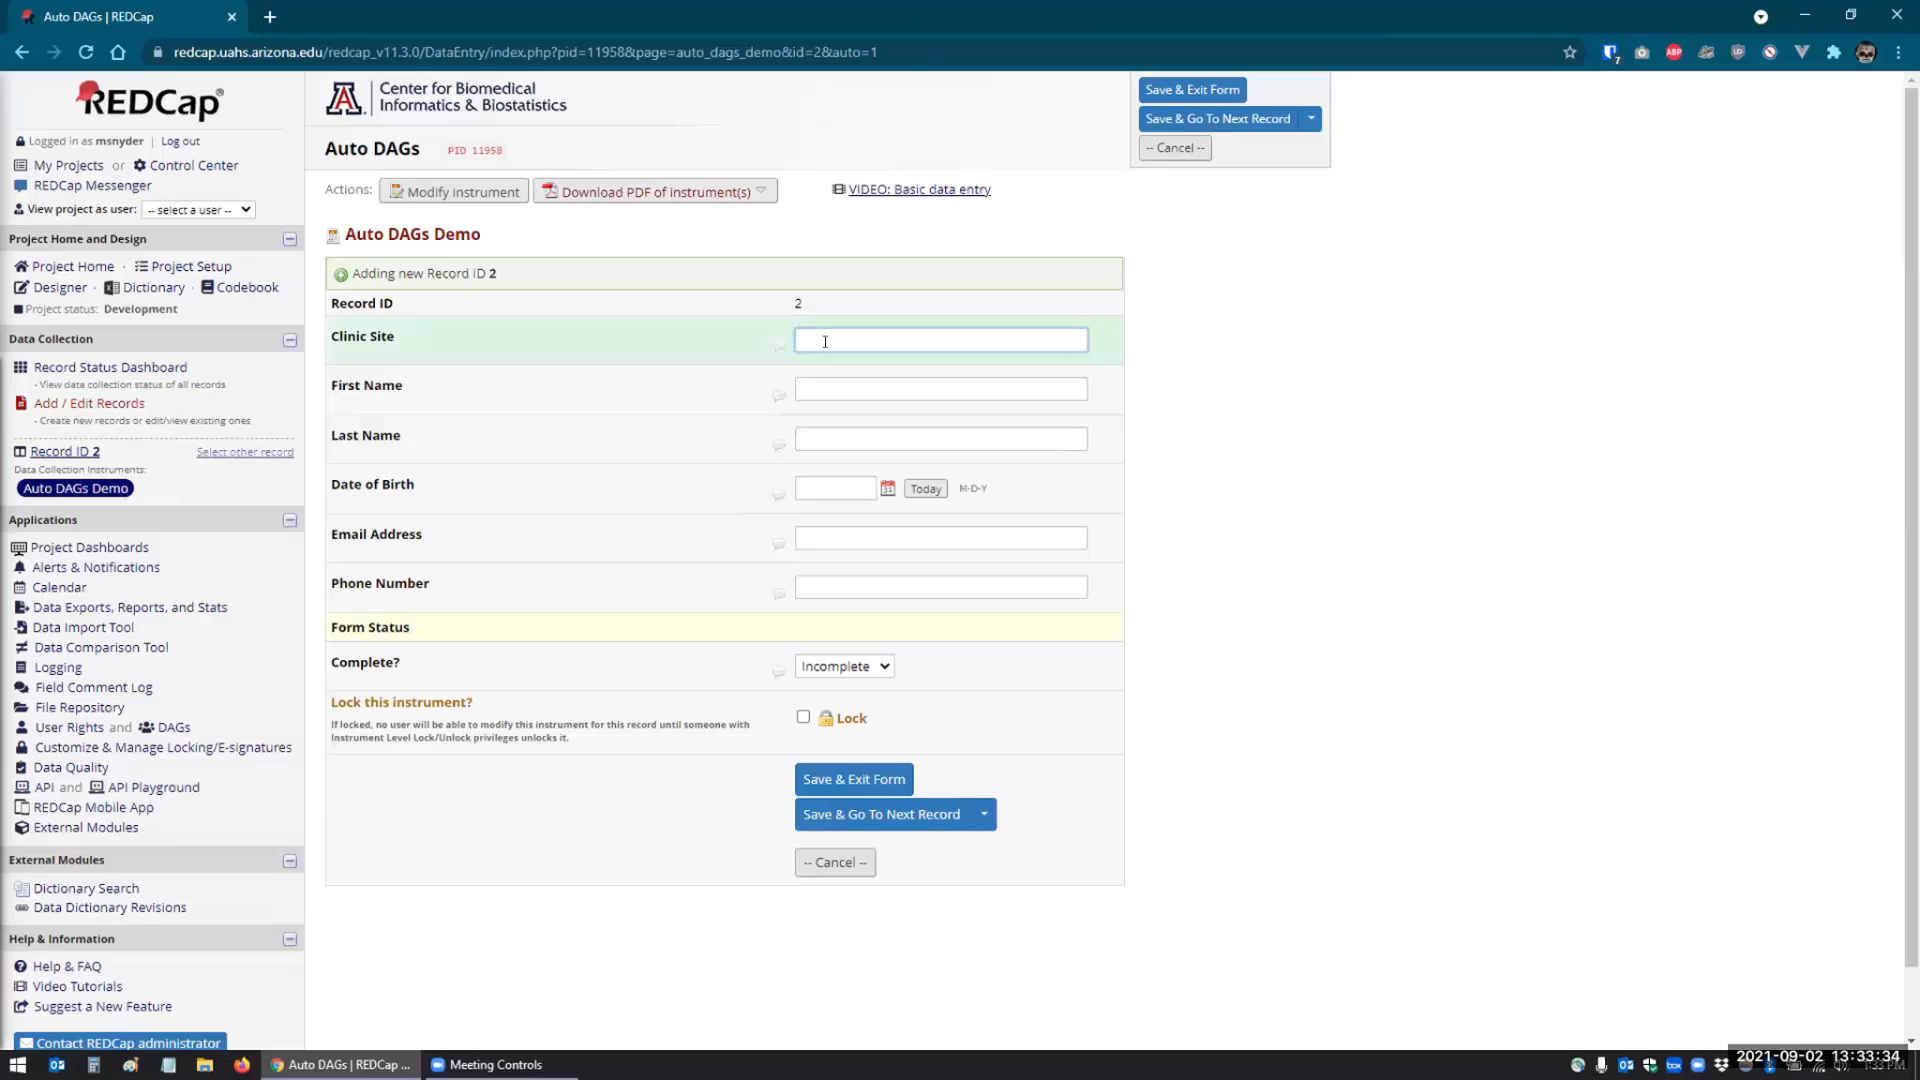 Auto DAGs | REDCap
redcap.uahs.arizona.edu/redcap_v11.3.0/DataEntry/index.php?pid=11958&page=auto_dags_demo&id=2&auto=1
REDCap
Logged in as msnyder | Log out
My Projects or Control Center
REDCap Messenger
View project as user: -- select a user --
Project Home and Design
Project Home · Project Setup
Designer · Dictionary · Codebook
Project status: Development
Data Collection
Record Status Dashboard
- View data collection status of all records
Add / Edit Records
- Create new records or edit/view existing ones
Record ID 2 Select other record
Data Collection Instruments:
Auto DAGs Demo
Applications
Project Dashboards
Alerts & Notifications
Calendar
Data Exports, Reports, and Stats
Data Import Tool
Data Comparison Tool
Logging
Field Comment Log
File Repository
User Rights and DAGs
Customize & Manage Locking/E-signatures
Data Quality
API and API Playground
REDCap Mobile App
External Modules
External Modules
Dictionary Search
Data Dictionary Revisions
Help & Information
Help & FAQ
Video Tutorials
Suggest a New Feature
Contact REDCap administrator
Center for Biomedical
Informatics & Biostatistics
Auto DAGs PID 11958
Actions: Modify instrument Download PDF of instrument(s) VIDEO: Basic data entry
Auto DAGs Demo
Adding new Record ID 2
Record ID 2
Clinic Site
First Name
Last Name
Date of Birth Today M-D-Y
Email Address
Phone Number
Form Status
Complete? Incomplete
Lock this instrument?
If locked, no user will be able to modify this instrument for this record until someone with
Instrument Level Lock/Unlock privileges unlocks it.
Lock
Save & Exit Form
Save & Go To Next Record
-- Cancel --
Save & Exit Form
Save & Go To Next Record
-- Cancel --
Auto DAGs | REDCap ...
Meeting Controls
2021-09-02 13:33:34